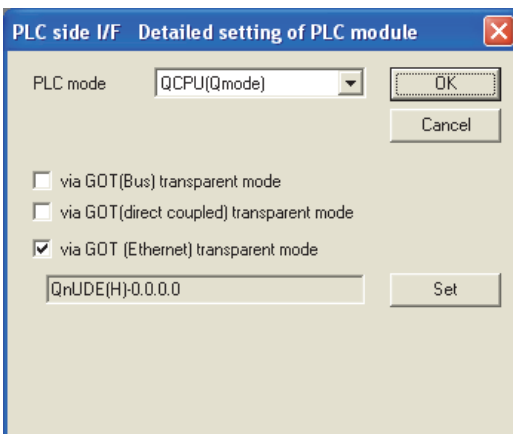 PLC side I/F Detailed setting of PLC module
PLC mode QCPU(Qmode) OK
Cancel
via GOT(Bus) transparent mode
via GOT(direct coupled) transparent mode
via GOT (Ethernet) transparent mode
QnUDE(H)-0.0.0.0 Set